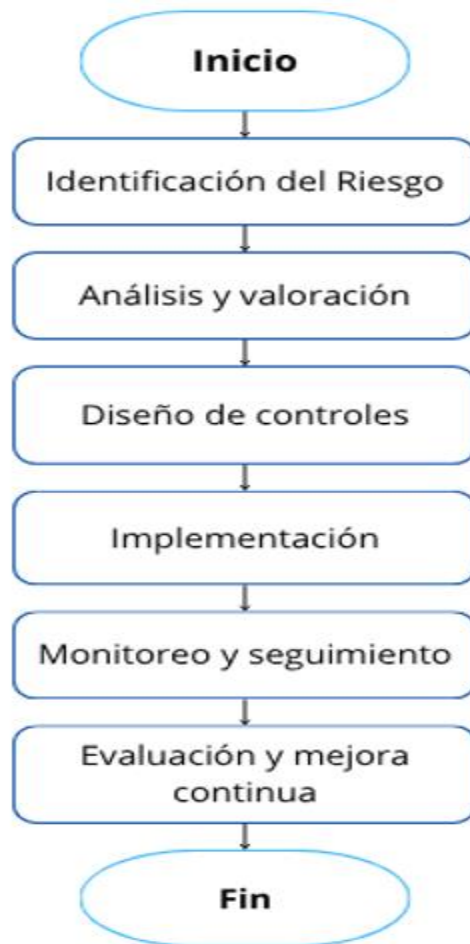 Inicio
Identificación del Riesgo
Análisis y valoración
Diseño de controles
Implementación
Monitoreo y seguimiento
Evaluación y mejora
continua
Fin